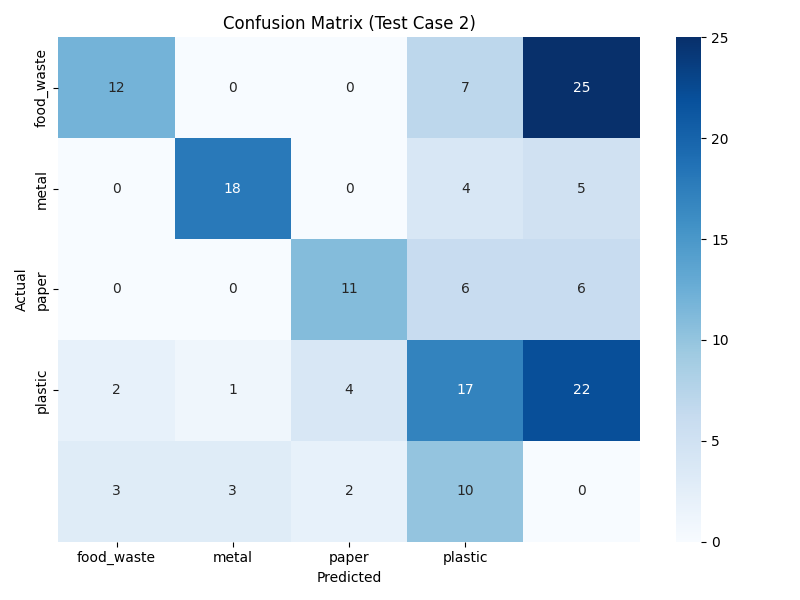 Confusion Matrix (Test Case 2)
Actual
food_waste 12 0 0 7 25
metal 0 18 0 4 5
paper 0 0 11 6 6
plastic 2 1 4 17 22
3 3 2 10 0
food_waste metal paper plastic
Predicted
25
20
15
10
5
0